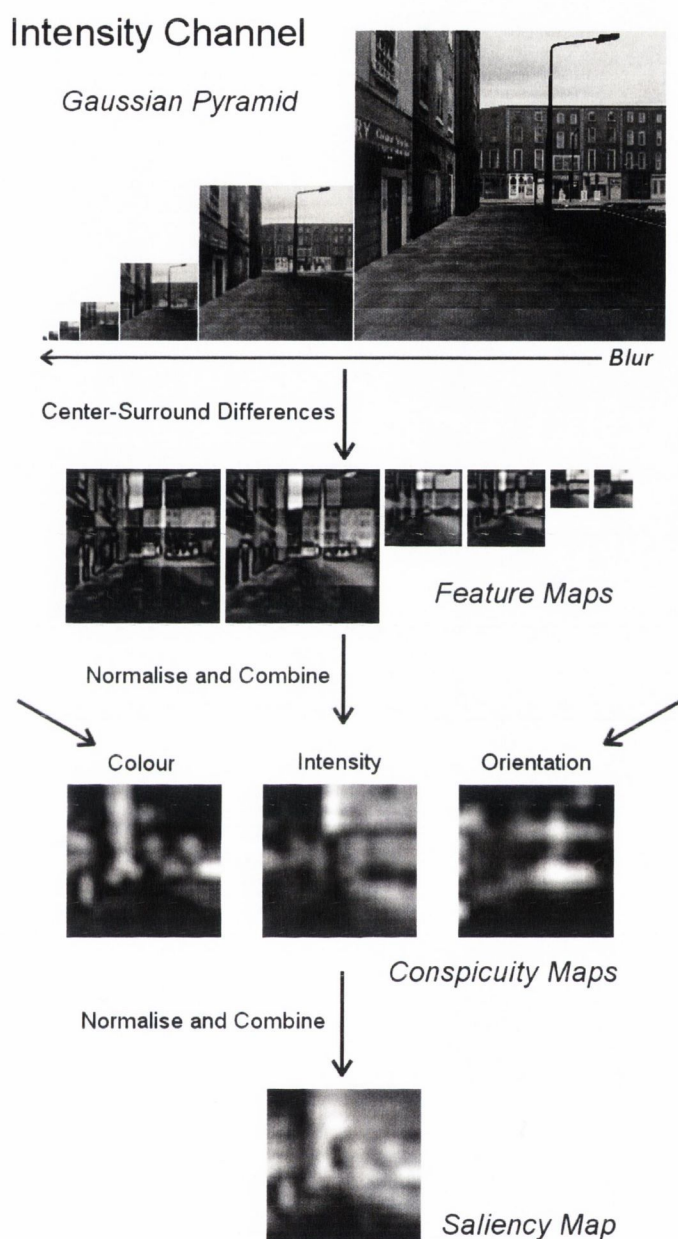 Intensity Channel
Gaussian Pyramid
RY
Blur
Center-Surround Differences
Feature Maps
Normalise and Combine
Colour
Intensity
Orientation
Conspicuity Maps
Normalise and Combine
Saliency Map